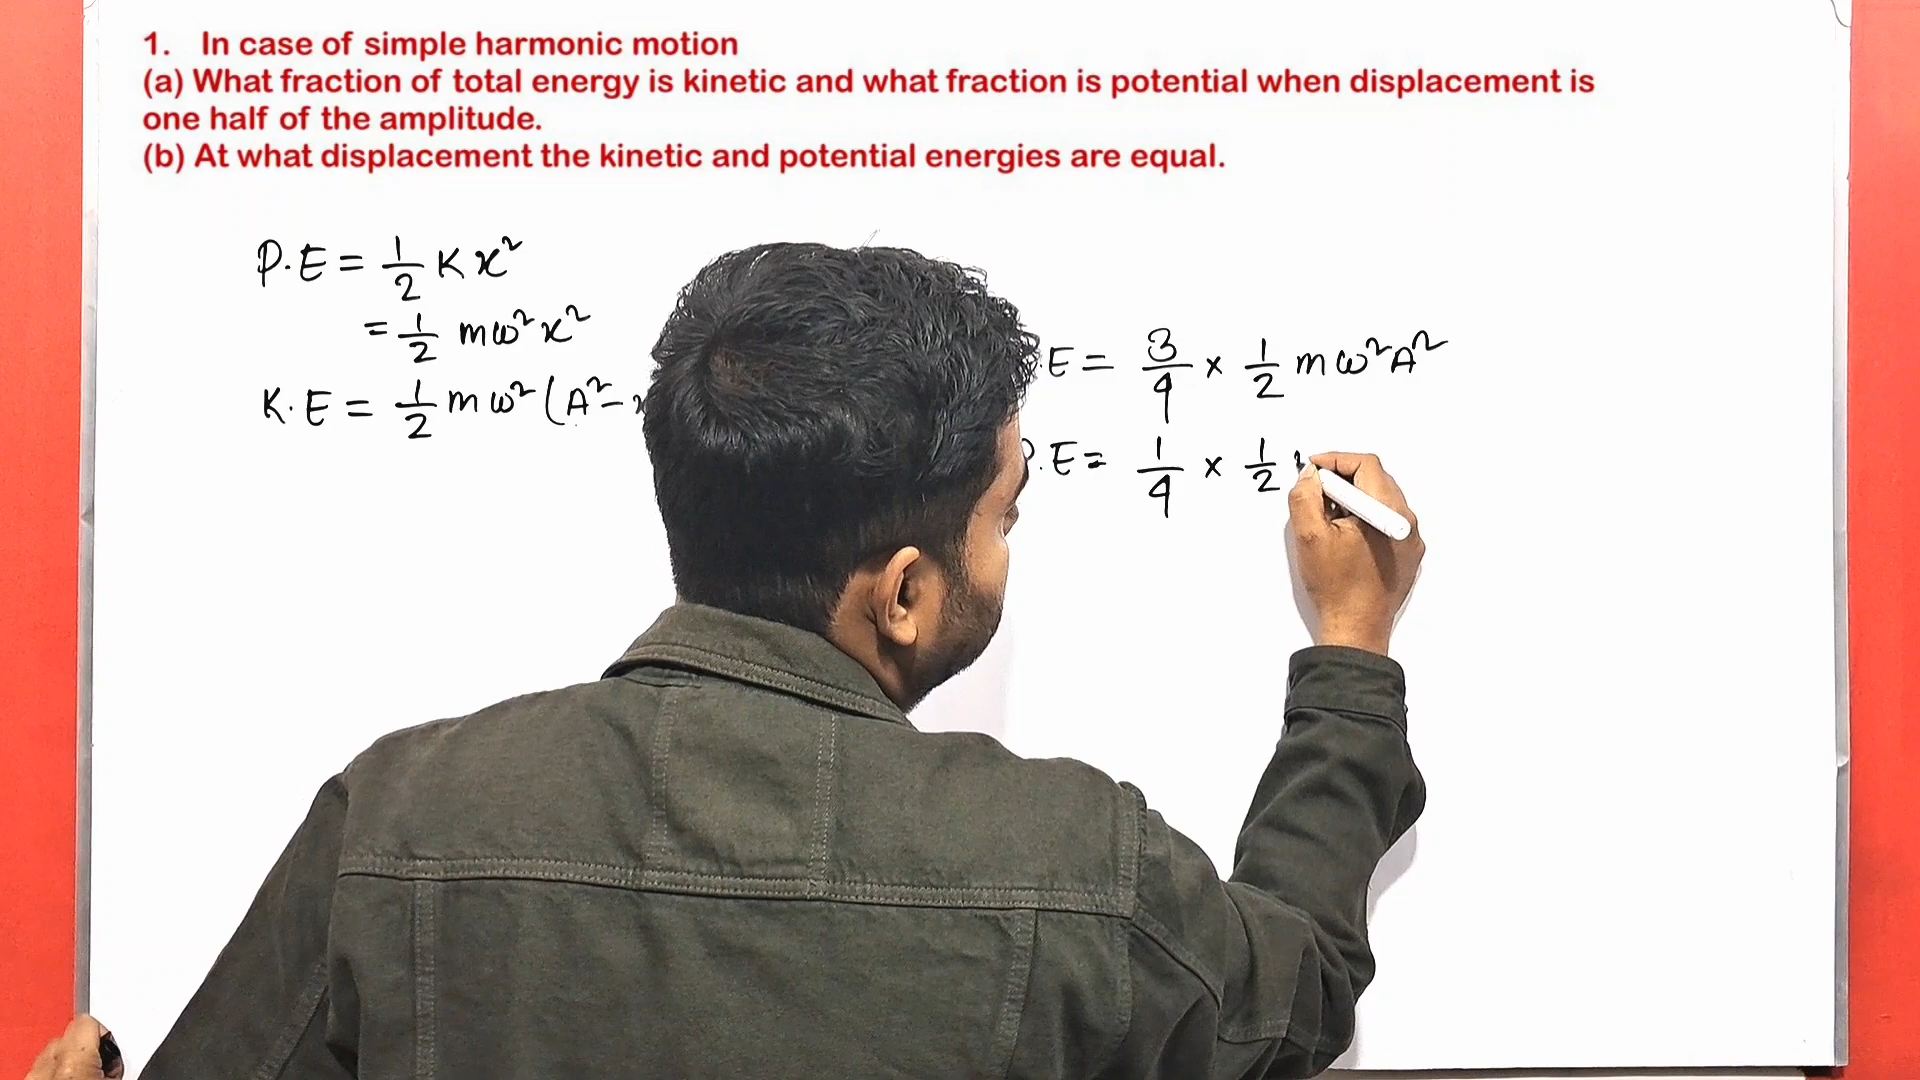 1. In case of simple harmonic motion
(a) What fraction of total energy is kinetic and what fraction is potential when displacement is
one half of the amplitude.
(b) At what displacement the kinetic and potential energies are equal.
P.E = 1/2 K x²
= 1/2 mω²x²
K.E = 1/2 mω² (A² -
.E = 3/4 × 1/2 mω²A²
P.E = 1/4 × 1/2